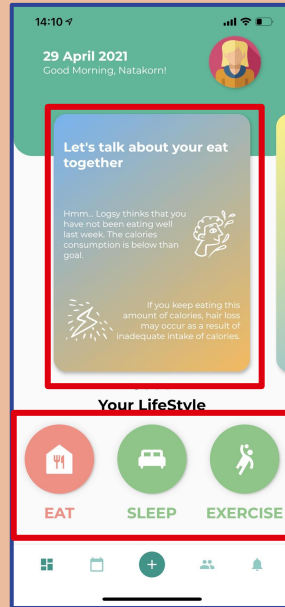 14:10
29 April 2021
Good Morning, Natakorn!
Let's talk about your eat
together
Hmm... Logsy thinks that you
have not been eating well
last week. The calories
consumption is below than
goal.
If you keep eating this
amount of calories, hair loss
may occur as a result of
inadequate intake of calories.
Your LifeStyle
EAT SLEEP EXERCISE